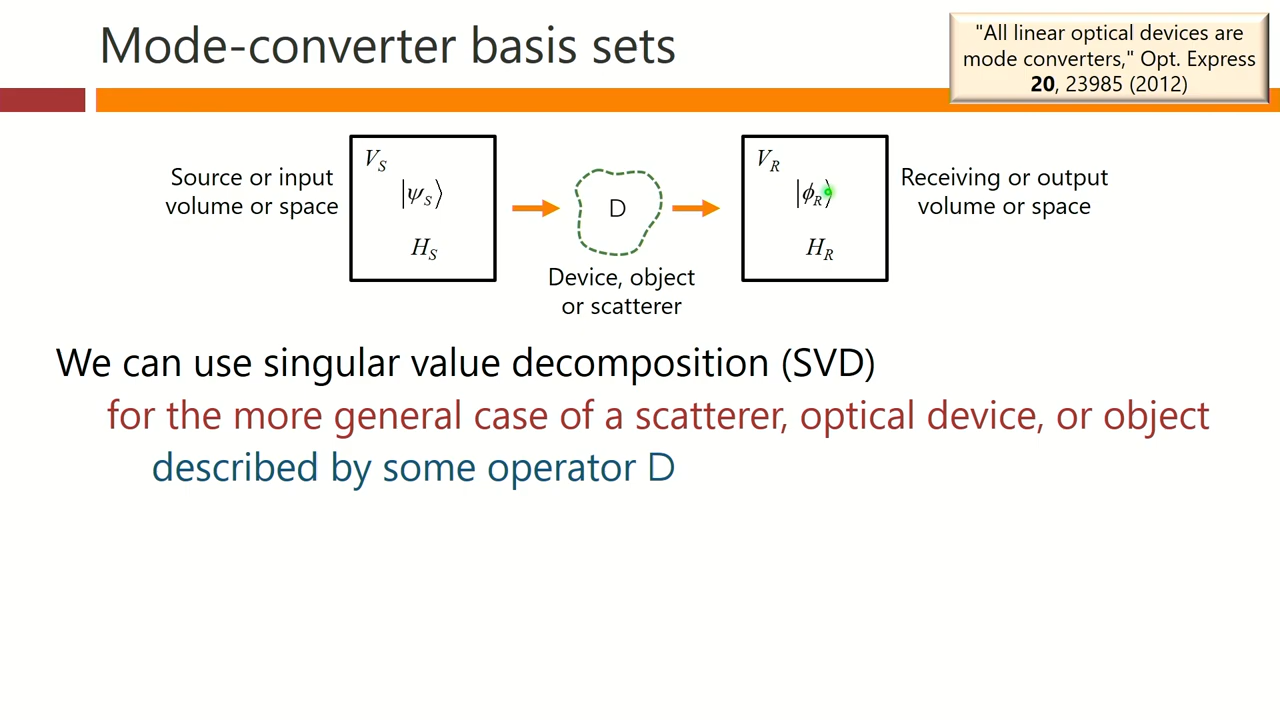 Mode-converter basis sets
"All linear optical devices are
mode converters," Opt. Express
20, 23985 (2012)
Source or input
volume or space
V_S
|ψ_S⟩
H_S
D
Device, object
or scatterer
V_R
|ϕ_R⟩
H_R
Receiving or output
volume or space
We can use singular value decomposition (SVD)
for the more general case of a scatterer, optical device, or object
described by some operator D